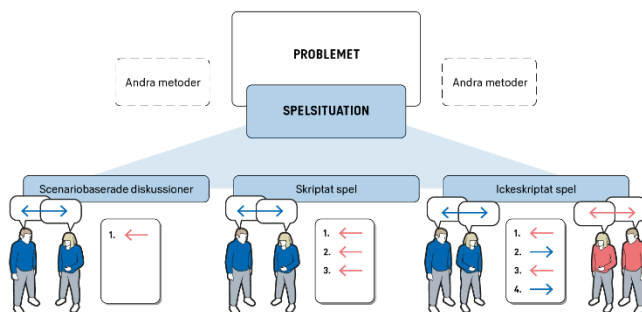 PROBLEMET
Andra metoder
Andra metoder
SPELSITUATION
Scenariobaserade diskussioner
Skriptat spel
Ickeskriptat spel
1.
1.
2.
3.
1.
2.
3.
4.